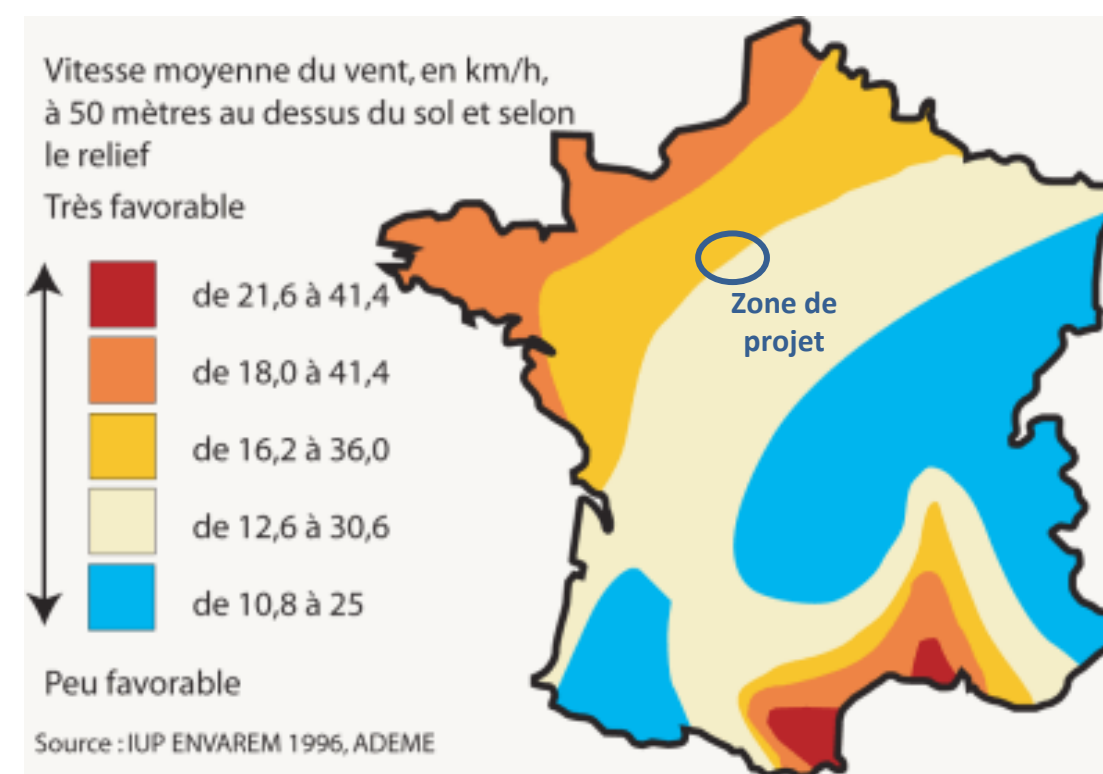 Vitesse moyenne du vent, en km/h,
à 50 mètres au dessus du sol et selon
le relief
Très favorable
de 21,6 à 41,4
de 18,0 à 41,4
de 16,2 à 36,0
de 12,6 à 30,6
de 10,8 à 25
Peu favorable
Source : IUP ENVAREM 1996, ADEME
Zone de
projet